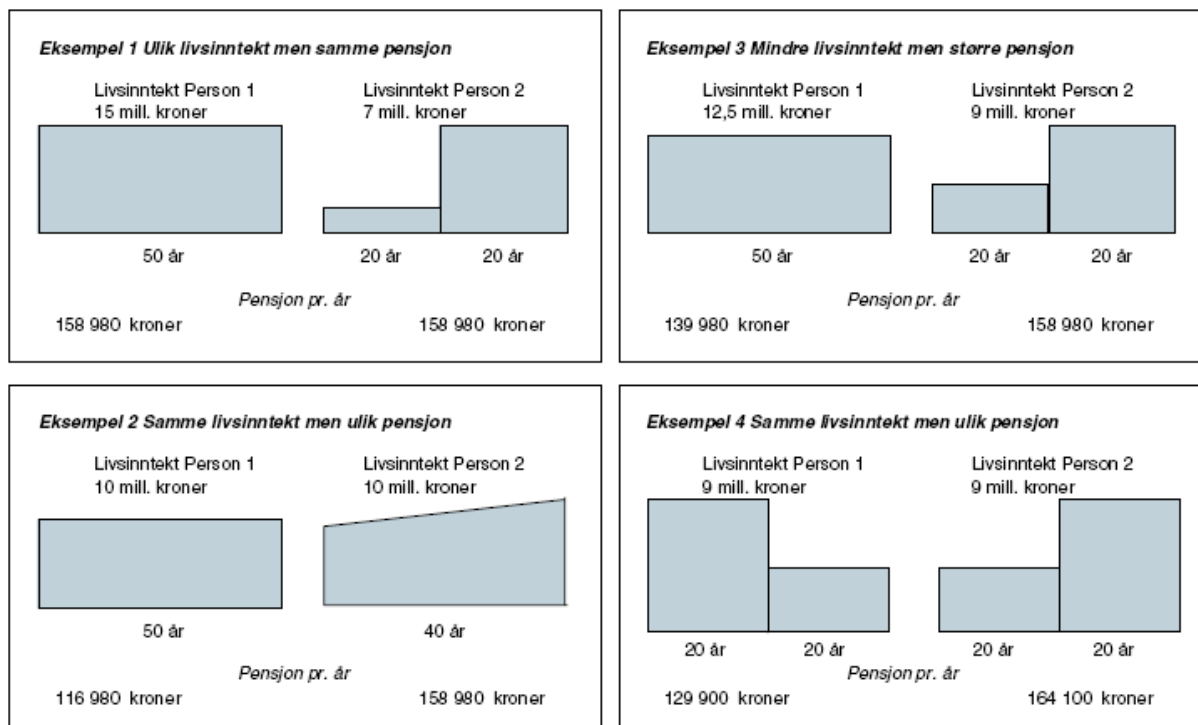 Eksempel 1 Ulik livsinntekt men samme pensjon
Livsinntekt Person 1
15 mill. kroner
Livsinntekt Person 2
7 mill. kroner
50 år
20 år
20 år
Pensjon pr. år
158 980 kroner
158 980 kroner
Eksempel 3 Mindre livsinntekt men større pensjon
Livsinntekt Person 1
12,5 mill. kroner
Livsinntekt Person 2
9 mill. kroner
50 år
20 år
20 år
Pensjon pr. år
139 980 kroner
158 980 kroner
Eksempel 2 Samme livsinntekt men ulik pensjon
Livsinntekt Person 1
10 mill. kroner
Livsinntekt Person 2
10 mill. kroner
50 år
40 år
Pensjon pr. år
116 980 kroner
158 980 kroner
Eksempel 4 Samme livsinntekt men ulik pensjon
Livsinntekt Person 1
9 mill. kroner
Livsinntekt Person 2
9 mill. kroner
20 år
20 år
20 år
20 år
Pensjon pr. år
129 900 kroner
164 100 kroner